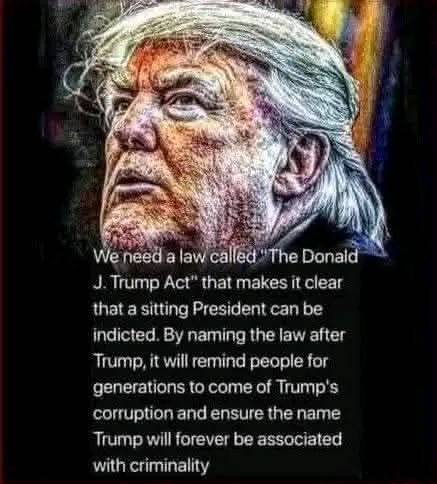 We need a law called "The Donald
J. Trump Act" that makes it clear
that a sitting President can be
indicted. By naming the law after
Trump, it will remind people for
generations to come of Trump's
corruption and ensure the name
Trump will forever be associated
with criminality